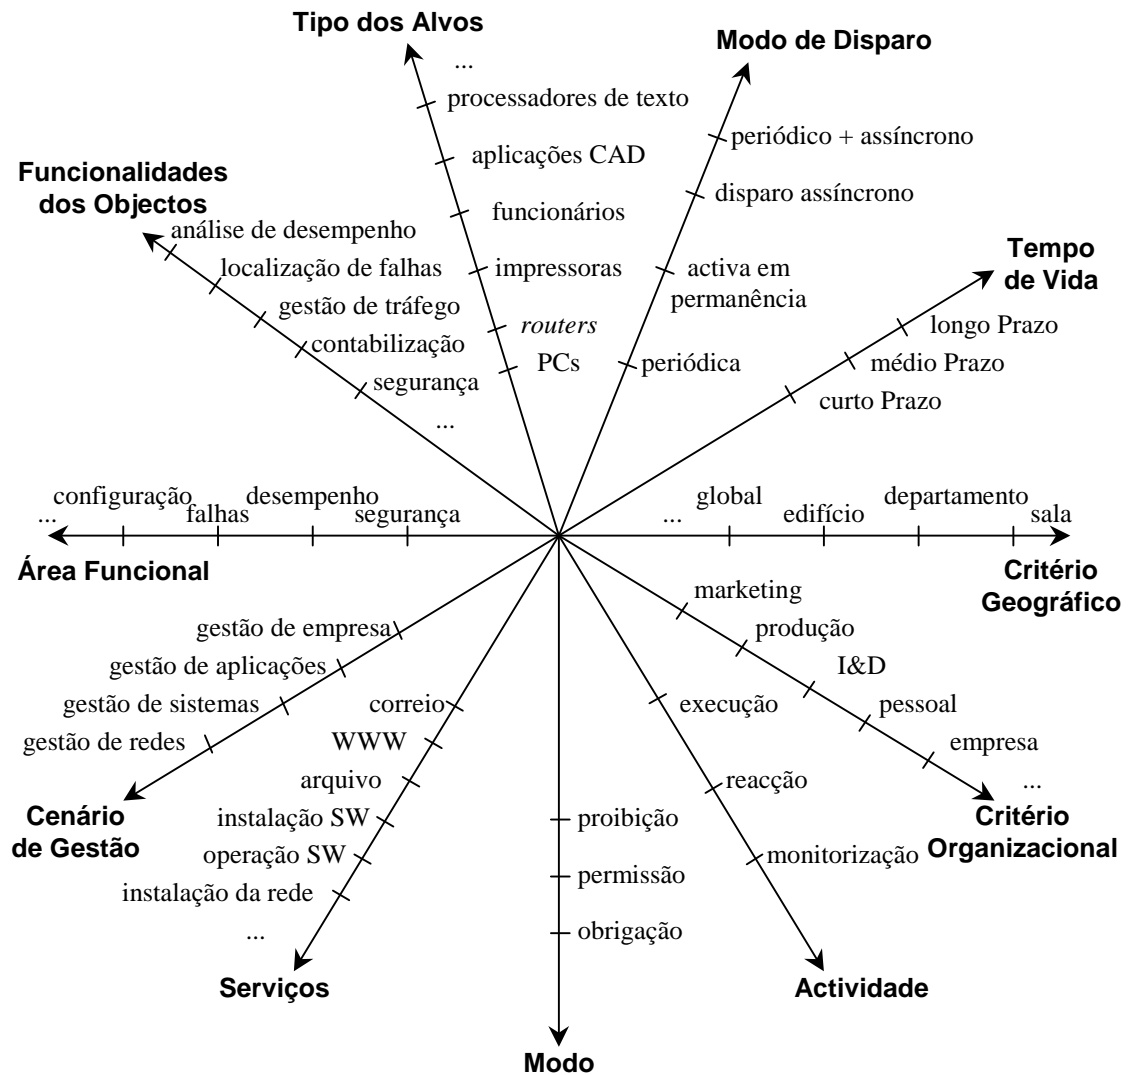 Tipo dos Alvos
...
processadores de texto
aplicações CAD
funcionários
impressoras
routers
PCs
Modo de Disparo
periódico + assíncrono
disparo assíncrono
activa em
permanência
periódica
Funcionalidades
dos Objectos
análise de desempenho
localização de falhas
gestão de tráfego
contabilização
segurança
...
Tempo
de Vida
longo Prazo
médio Prazo
curto Prazo
configuração
desempenho
...
falhas
segurança
Área Funcional
global
departamento
...
edifício
sala
Critério
Geográfico
gestão de empresa
gestão de aplicações
gestão de sistemas
gestão de redes
Cenário
de Gestão
correio
WWW
arquivo
instalação SW
operação SW
instalação da rede
...
Serviços
proibição
permissão
obrigação
Modo
execução
reacção
monitorização
Actividade
marketing
produção
I&D
pessoal
empresa
...
Critério
Organizacional